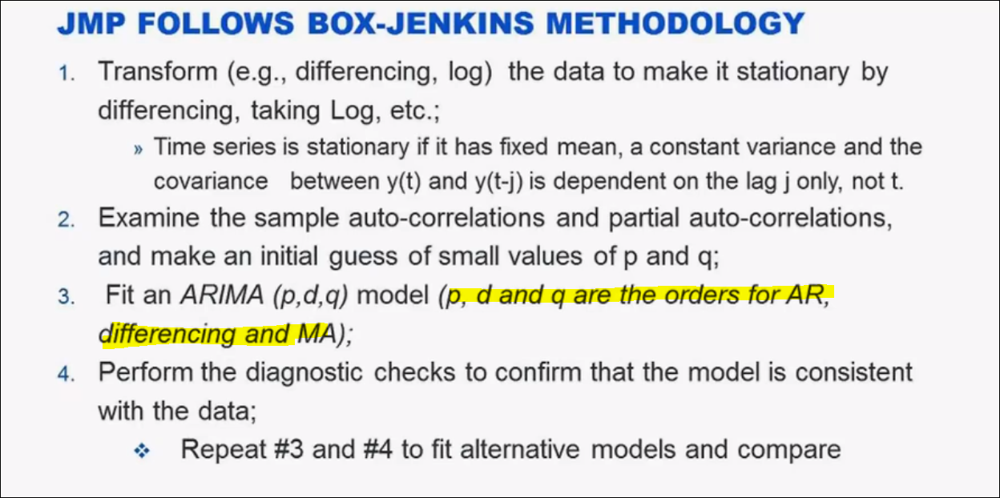 JMP FOLLOWS BOX-JENKINS METHODOLOGY
1. Transform (e.g., differencing, log) the data to make it stationary by
differencing, taking Log, etc.;
» Time series is stationary if it has fixed mean, a constant variance and the
covariance between y(t) and y(t-j) is dependent on the lag j only, not t.
2. Examine the sample auto-correlations and partial auto-correlations,
and make an initial guess of small values of p and q;
3. Fit an ARIMA (p,d,q) model (p, d and q are the orders for AR,
differencing and MA);
4. Perform the diagnostic checks to confirm that the model is consistent
with the data;
❖ Repeat #3 and #4 to fit alternative models and compare